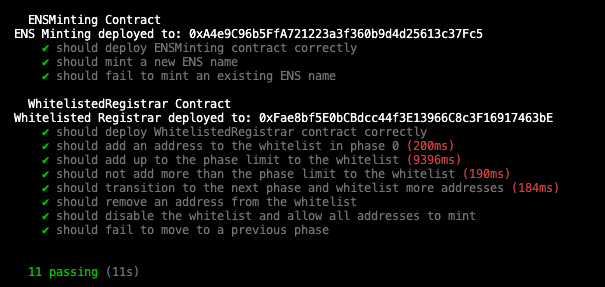 ENSMinting Contract
ENS Minting deployed to: 0xA4e9C96b5FfA721223a3f360b9d4d25613c37Fc5
✔ should deploy ENSMinting contract correctly
✔ should mint a new ENS name
✔ should fail to mint an existing ENS name
WhitelistedRegistrar Contract
Whitelisted Registrar deployed to: 0xFae8bf5E0bCBdcc44f3E13966C8c3F16917463bE
✔ should deploy WhitelistedRegistrar contract correctly
✔ should add an address to the whitelist in phase 0 (200ms)
✔ should add up to the phase limit to the whitelist (9396ms)
✔ should not add more than the phase limit to the whitelist (190ms)
✔ should transition to the next phase and whitelist more addresses (184ms)
✔ should remove an address from the whitelist
✔ should disable the whitelist and allow all addresses to mint
✔ should fail to move to a previous phase
11 passing (11s)